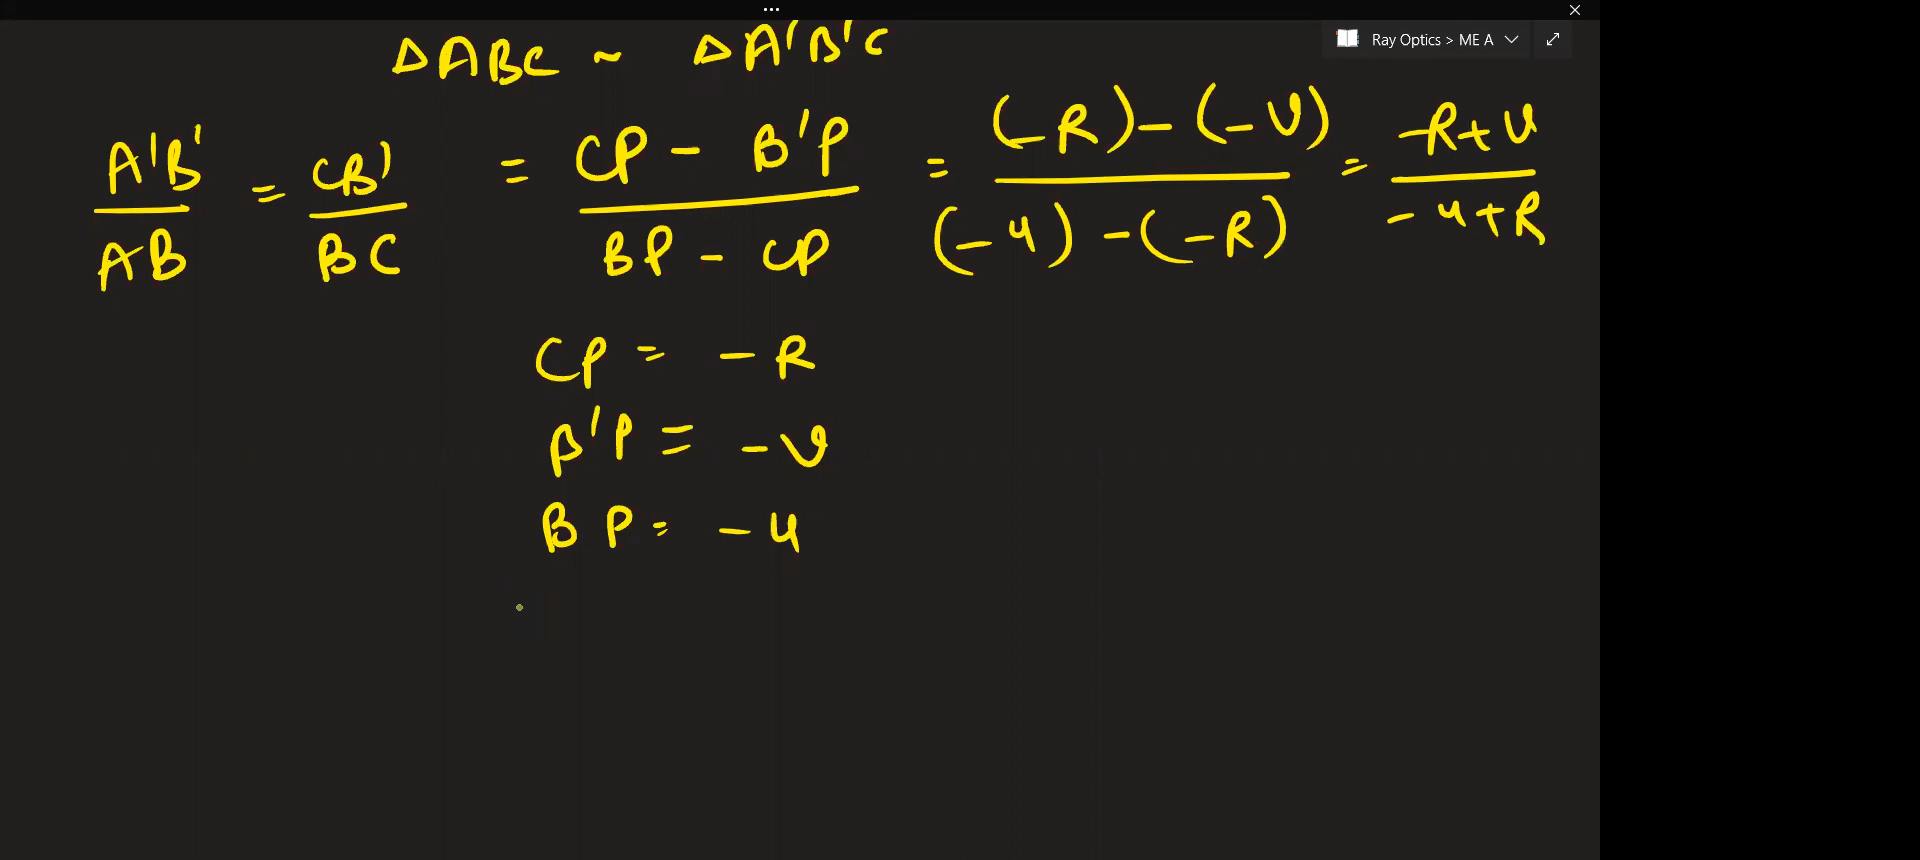 Ray Optics > ME A
ΔABC ~ ΔA'B'C
A'B'/AB = CB'/BC = (CP - B'P)/(BP - CP) = ((-R) - (-v))/((-u) - (-R)) = (-R+v)/(-u+R)
CP = -R
B'P = -v
BP = -u